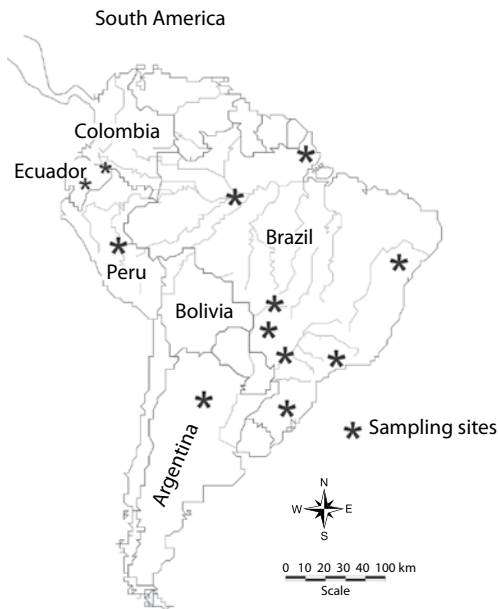 South America
Colombia
Ecuador
Brazil
Peru
Bolivia
Argentina
* Sampling sites
N
W E
S
0 10 20 30 40 100 km
Scale